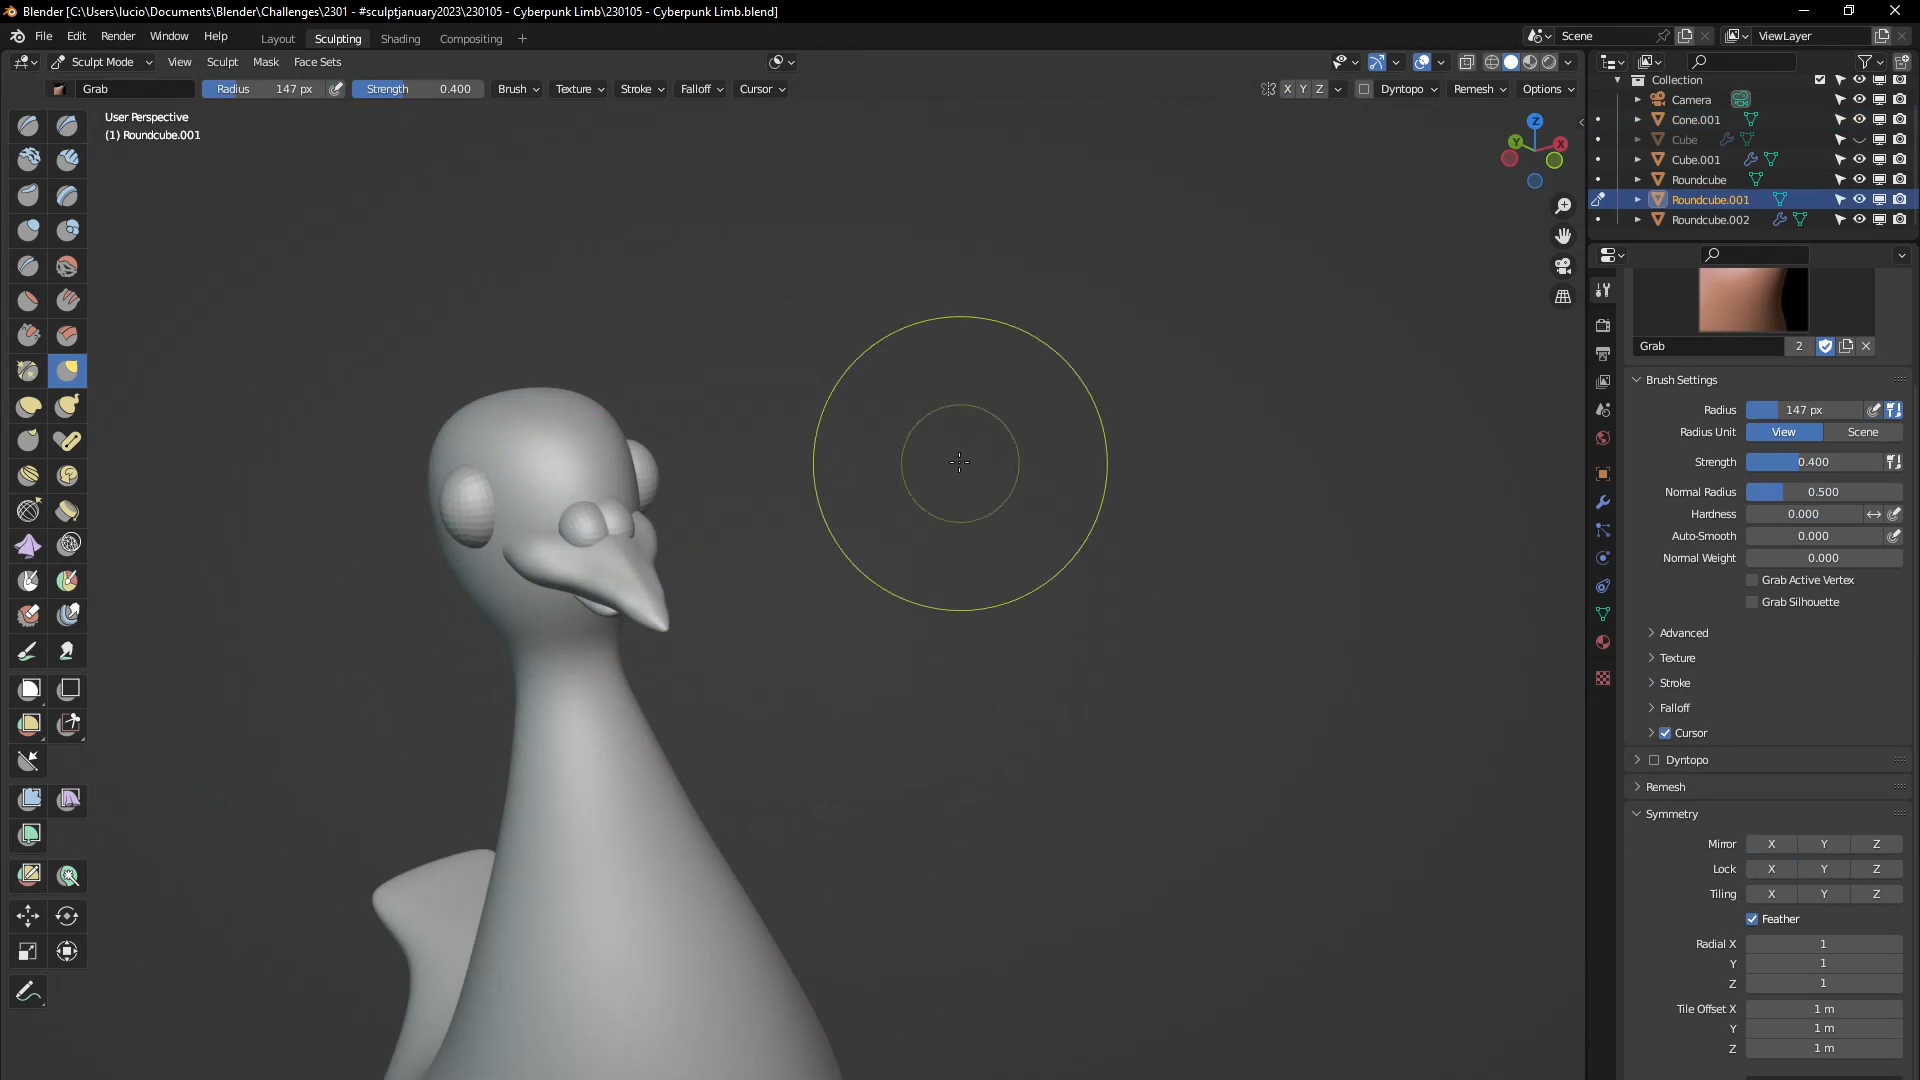 Blender [C:\Users\lucio\Documents\Blender\Challenges\2301 - #sculptjanuary2023\230105 - Cyberpunk Limb\230105 - Cyberpunk Limb.blend]
File Edit Render Window Help Layout Sculpting Shading Compositing + Scene ViewLayer
Sculpt Mode View Sculpt Mask Face Sets
Grab Radius 147 px Strength 0.400 Brush Texture Stroke Falloff Cursor X Y Z Dyntopo Remesh Options
User Perspective
(1) Roundcube.001
Z
Y X
Collection
Camera
Cone.001
Cube
Cube.001
Roundcube
Roundcube.001
Roundcube.002
Grab 2
Brush Settings
Radius 147 px
Radius Unit View Scene
Strength 0.400
Normal Radius 0.500
Hardness 0.000
Auto-Smooth 0.000
Normal Weight 0.000
Grab Active Vertex
Grab Silhouette
Advanced
Texture
Stroke
Falloff
Cursor
Dyntopo
Remesh
Symmetry
Mirror X Y Z
Lock X Y Z
Tiling X Y Z
Feather
Radial X 1
Y 1
Z 1
Tile Offset X 1 m
Y 1 m
Z 1 m